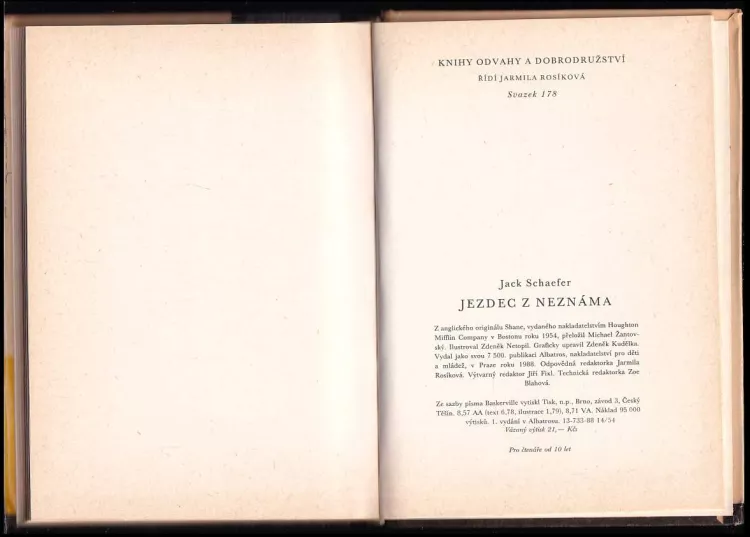 KNIHY ODVAHY A DOBRODRUŽSTVÍ
ŘÍDÍ JARMILA ROSÍKOVÁ
Svazek 178
Jack Schaefer
JEZDEC Z NEZNÁMA
Z anglického originálu Shane, vydaného nakladatelstvím Houghton
Mifflin Company v Bostonu roku 1954, přeložil Michael Žantov-
ský. Ilustroval Zdeněk Netopil. Graficky upravil Zdeněk Kudělka.
Vydal jako svou 7 500. publikaci Albatros, nakladatelství pro děti
a mládež, v Praze roku 1988. Odpovědná redaktorka Jarmila
Rosíková. Výtvarný redaktor Jiří Fixl. Technická redaktorka Zoe
Blahová.
Ze sazby písma Baskerville vytiskl Tisk, n.p., Brno, závod 3, Český
Těšín. 8,57 AA (text 6,78, ilustrace 1,79), 8,71 VA. Náklad 95 000
výtisků. 1. vydání v Albatrosu. 13-733-88 14/54
Vázaný výtisk 21,— Kčs
Pro čtenáře od 10 let